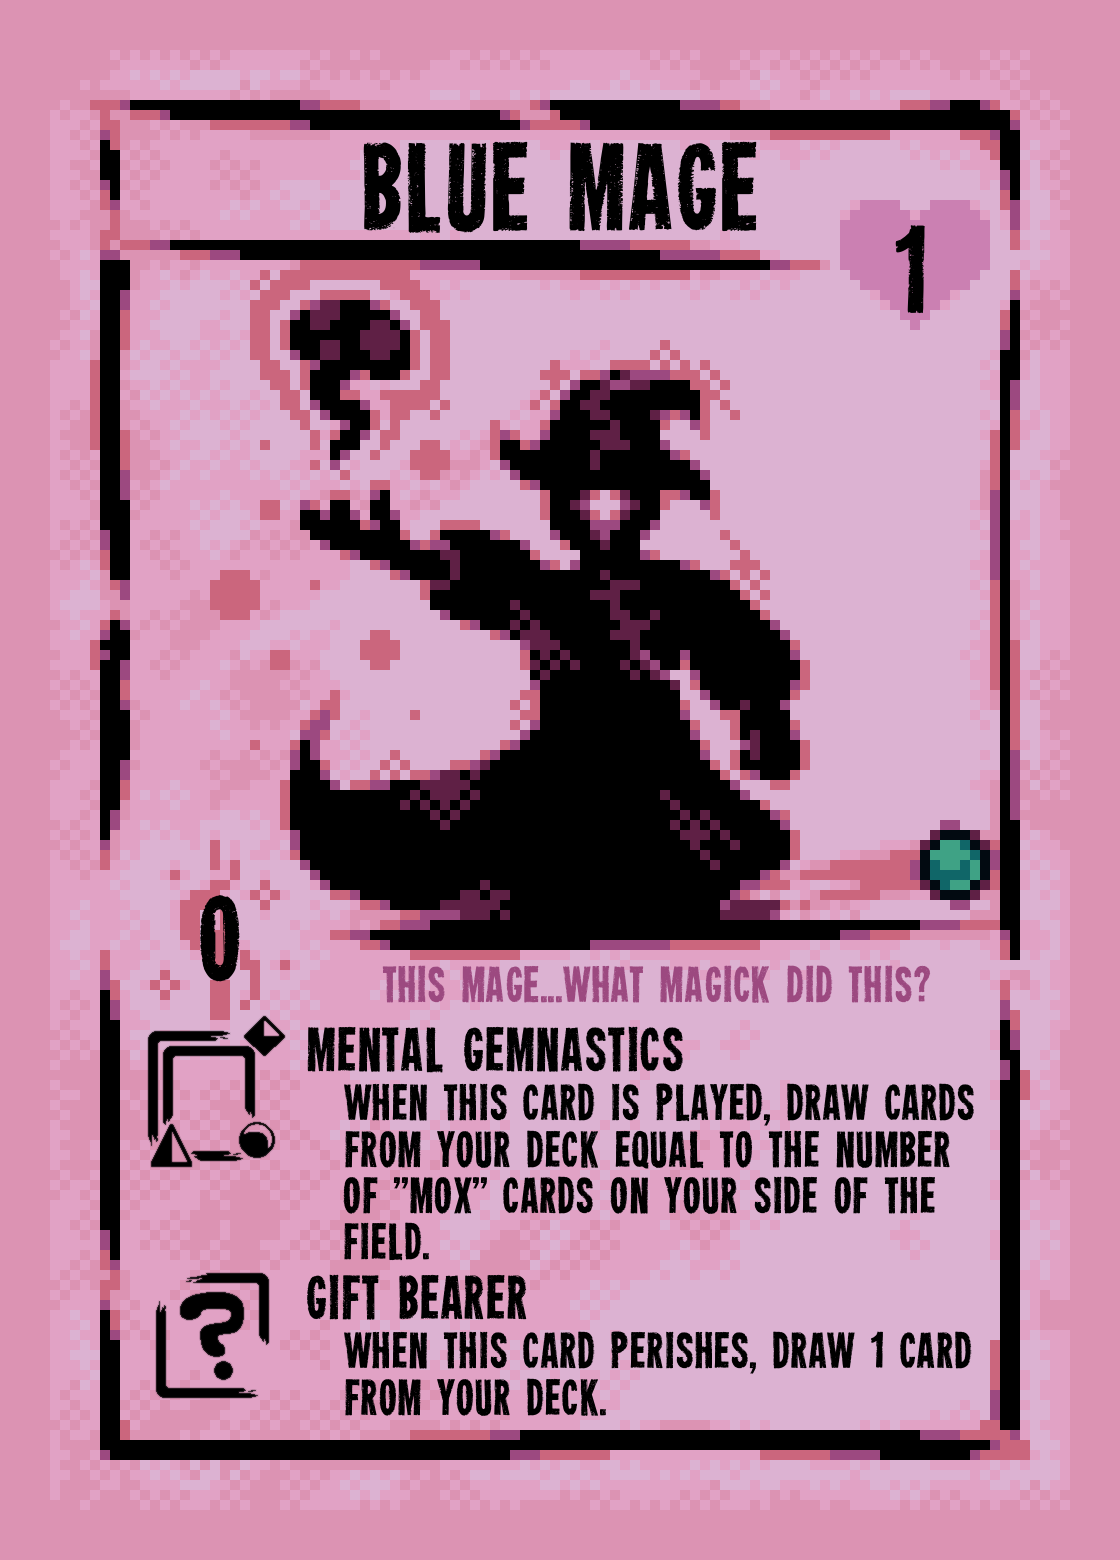 BLUE MAGE
1
0
THIS MAGE...WHAT MAGICK DID THIS?
MENTAL GEMNASTICS
WHEN THIS CARD IS PLAYED, DRAW CARDS
FROM YOUR DECK EQUAL TO THE NUMBER
OF "MOX" CARDS ON YOUR SIDE OF THE
FIELD.
?
GIFT BEARER
WHEN THIS CARD PERISHES, DRAW 1 CARD
FROM YOUR DECK.